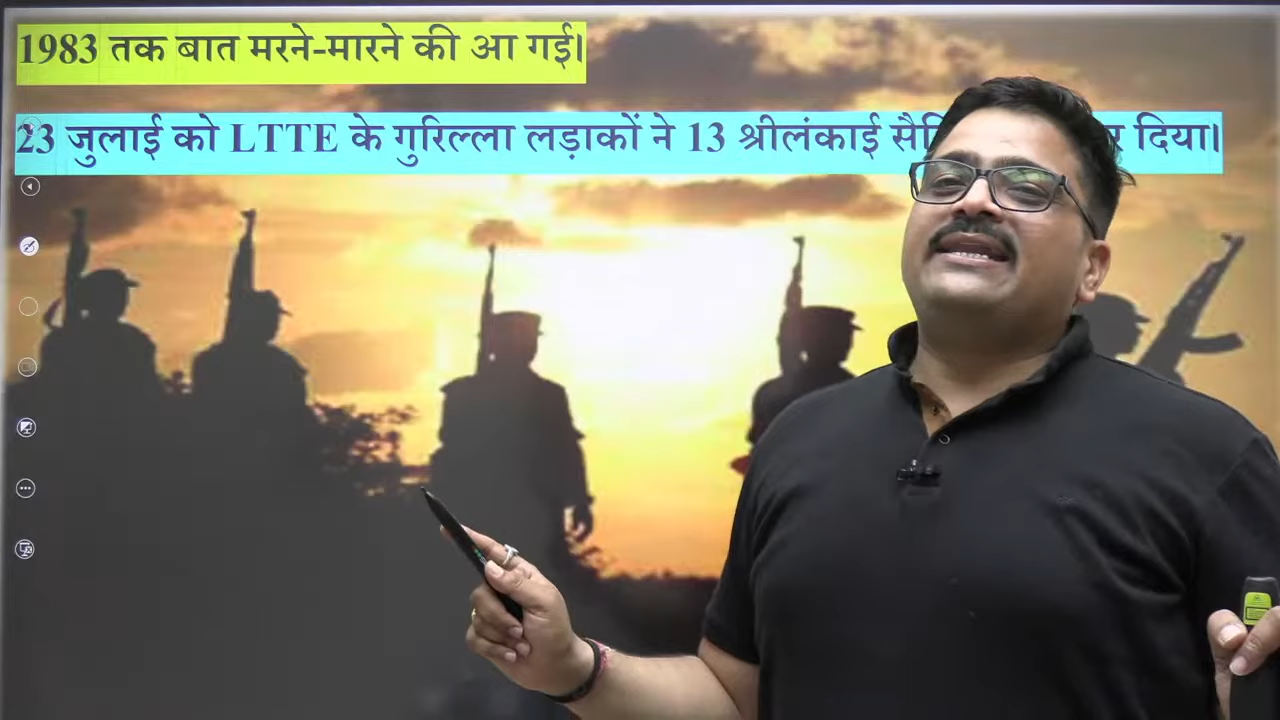 1983 तक बात मरने-मारने की आ गई।
23 जुलाई को LTTE के गुरिल्ला लड़ाकों ने 13 श्रीलंकाई दिया।